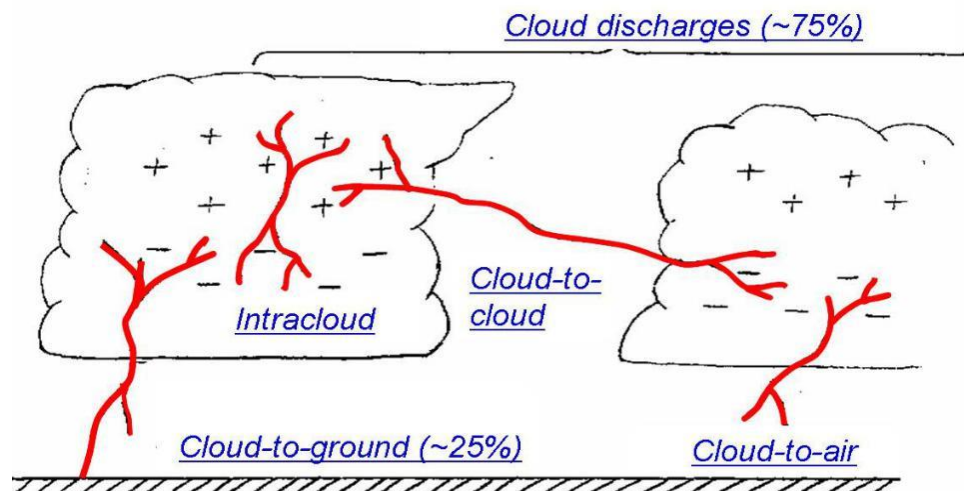 Cloud discharges (~75%)
Intracloud
Cloud-to-
cloud
Cloud-to-ground (~25%)
Cloud-to-air